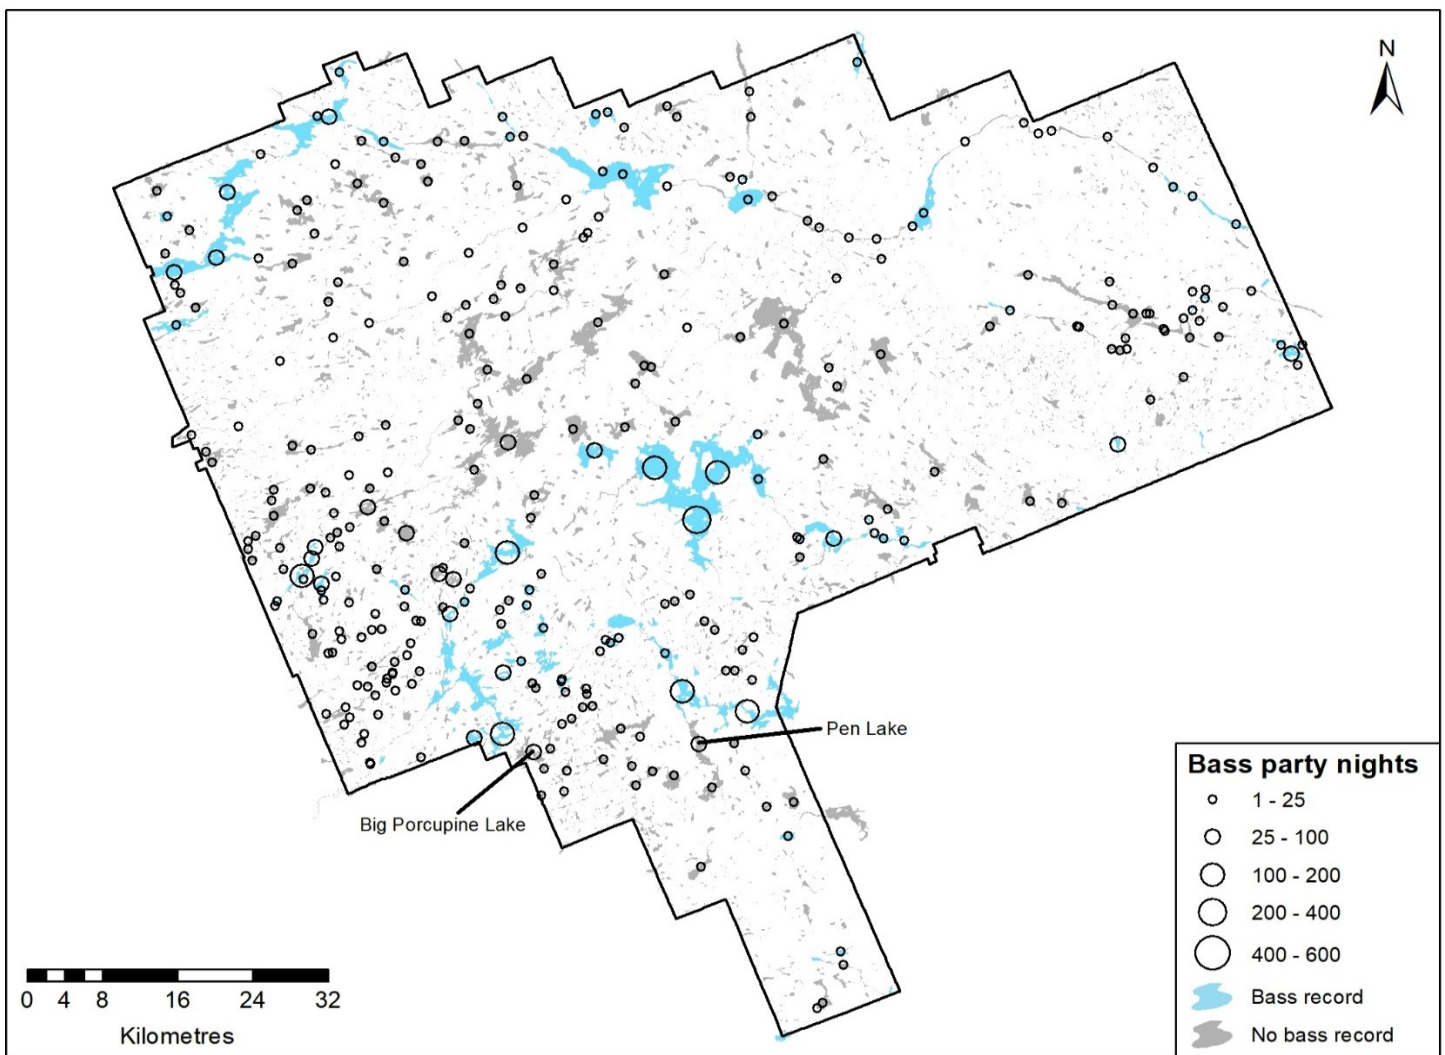 N
Pen Lake
Big Porcupine Lake
Bass party nights
1 - 25
25 - 100
100 - 200
200 - 400
400 - 600
Bass record
No bass record
0 4 8 16 24 32
Kilometres